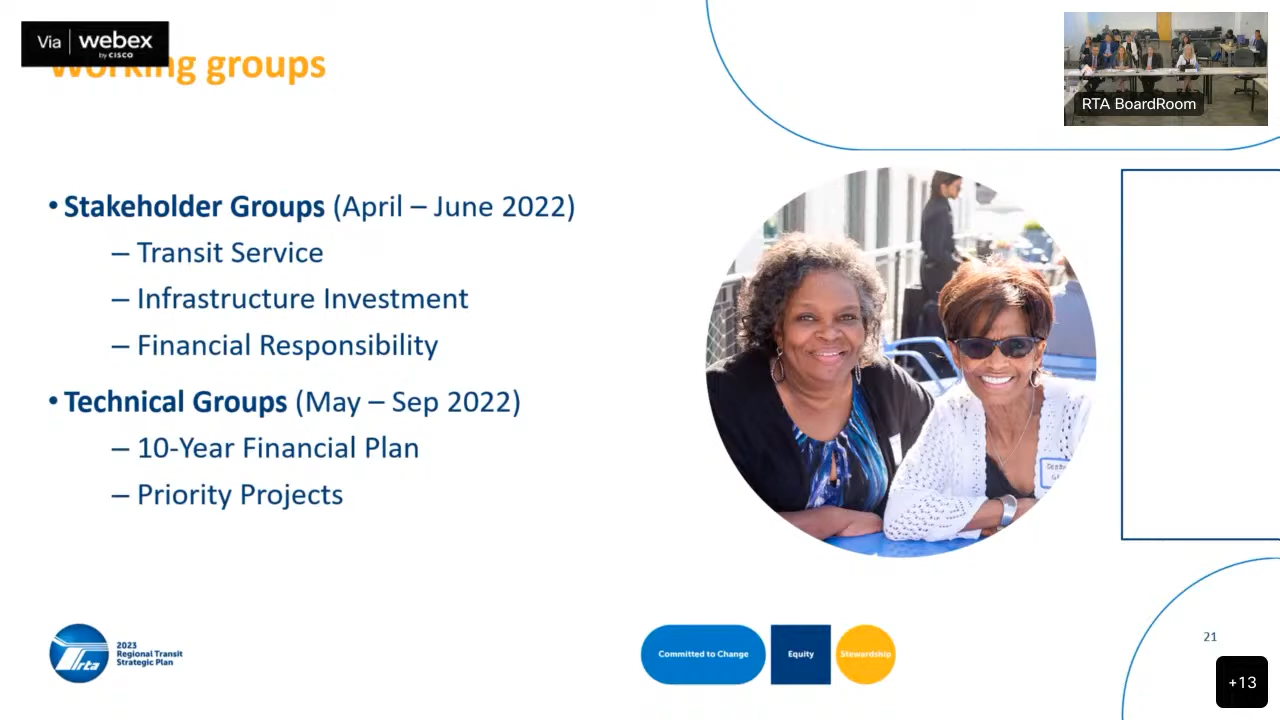 Via webex
by CISCO
Working groups
RTA BoardRoom
• Stakeholder Groups (April – June 2022)
– Transit Service
– Infrastructure Investment
– Financial Responsibility
• Technical Groups (May – Sep 2022)
– 10-Year Financial Plan
– Priority Projects
rta
2023
Regional Transit
Strategic Plan
Committed to Change
Equity
Stewardship
21
+13